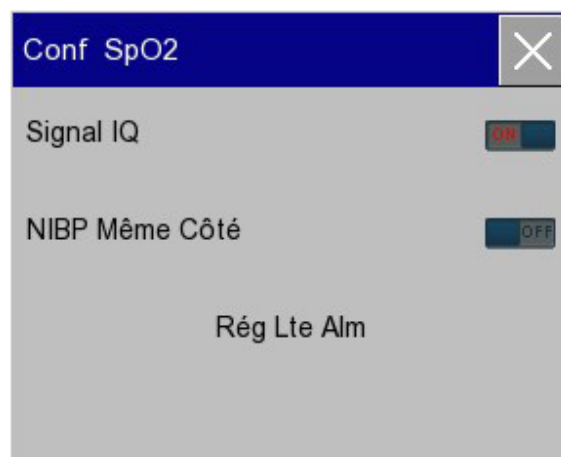 Conf SpO2
Signal IQ ON
NIBP Même Côté OFF
Rég Lte Alm